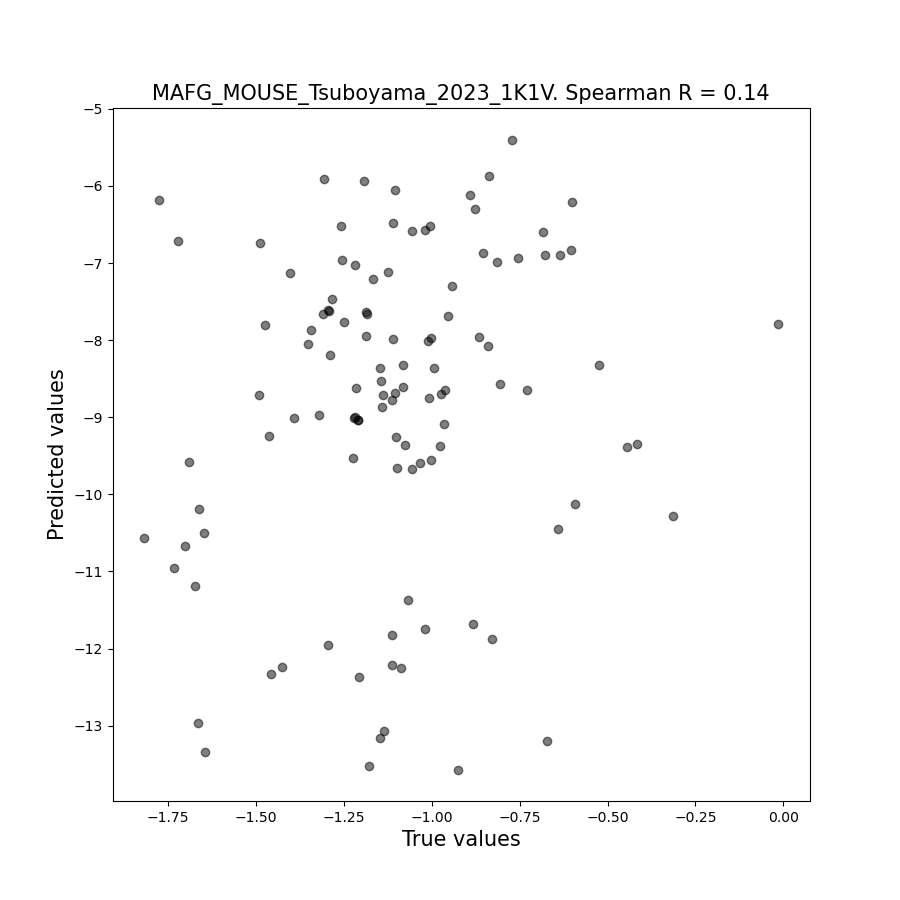 MAFG_MOUSE_Tsuboyama_2023_1K1V. Spearman R = 0.14
−5
−6
−7
−8
−9
−10
−11
−12
−13
Predicted values
−1.75 −1.50 −1.25 −1.00 −0.75 −0.50 −0.25 0.00
True values